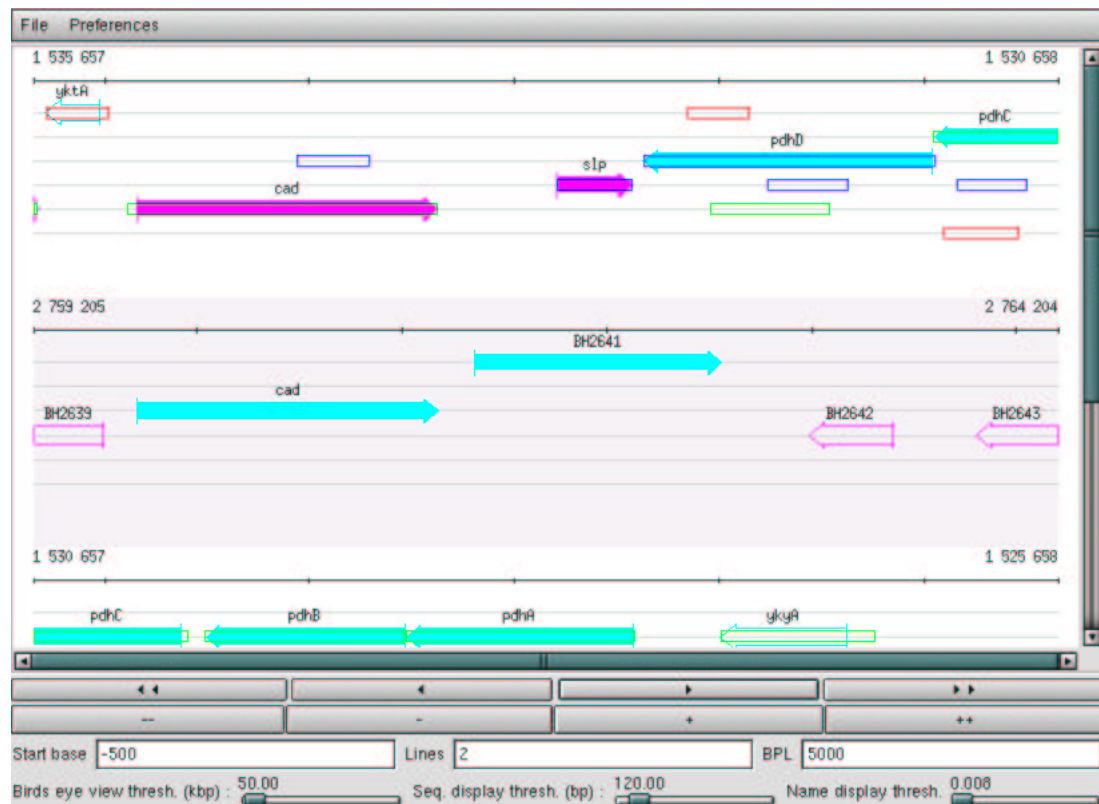 File Preferences
1 535 657 1 530 658
yktA pdhC
pdhD
slp
cad
2 759 205 2 764 204
BH2641
cad
BH2639 BH2642 BH2643
1 530 657 1 525 658
pdhC pdhB pdhA ykyA
-- - + ++
Start base -500 Lines 2 BPL 5000
Birds eye view thresh. (kbp) : 50.00 Seq. display thresh. (bp) : 120.00 Name display thresh. 0.008